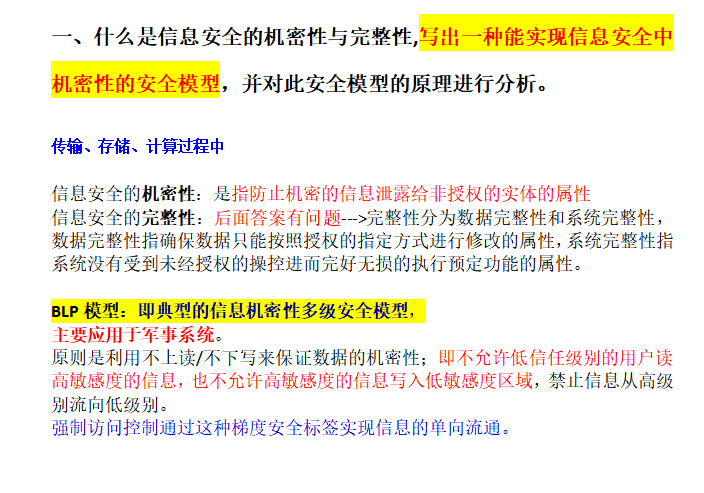 一、什么是信息安全的机密性与完整性,写出一种能实现信息安全中
机密性的安全模型，并对此安全模型的原理进行分析。
传输、存储、计算过程中
信息安全的机密性：是指防止机密的信息泄露给非授权的实体的属性
信息安全的完整性：后面答案有问题--->完整性分为数据完整性和系统完整性，
数据完整性指确保数据只能按照授权的指定方式进行修改的属性，系统完整性指
系统没有受到未经授权的操控进而完好无损的执行预定功能的属性。
BLP 模型：即典型的信息机密性多级安全模型，
主要应用于军事系统。
原则是利用不上读/不下写来保证数据的机密性；即不允许低信任级别的用户读
高敏感度的信息，也不允许高敏感度的信息写入低敏感度区域，禁止信息从高级
别流向低级别。
强制访问控制通过这种梯度安全标签实现信息的单向流通。